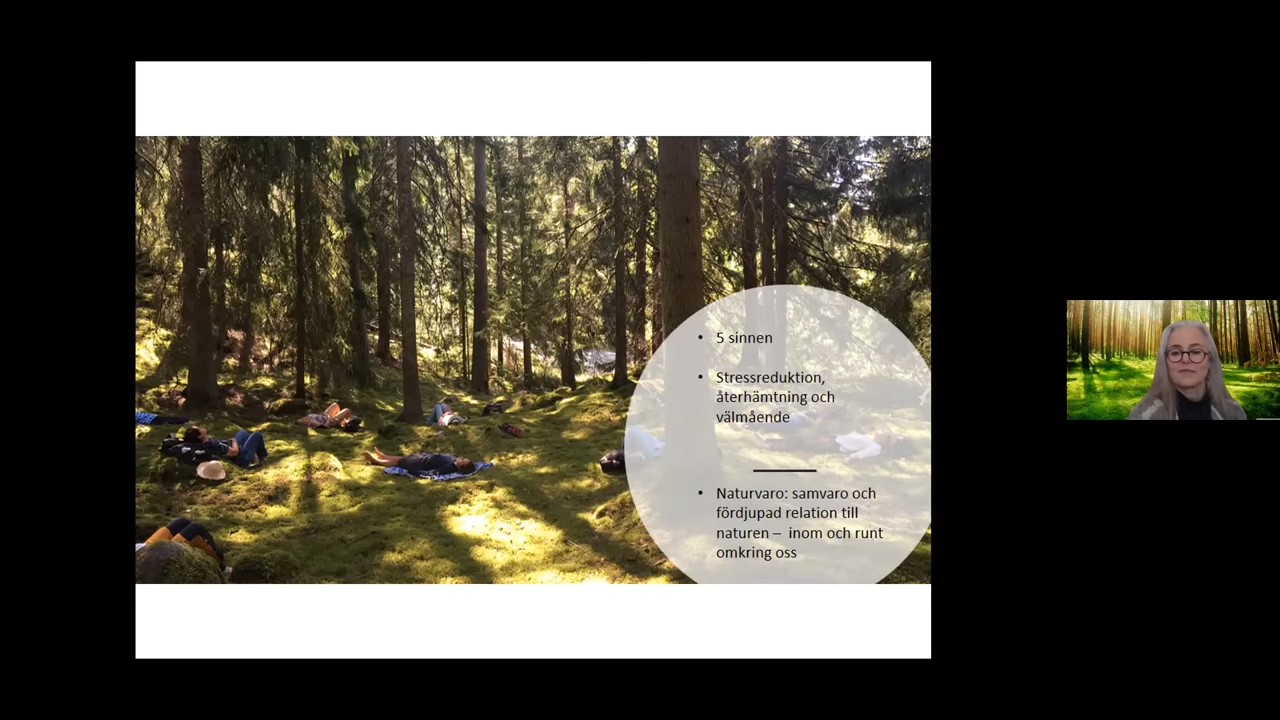 • 5 sinnen
• Stressreduktion,
återhämtning och
välmående
• Naturvaro: samvaro och
fördjupad relation till
naturen – inom och runt
omkring oss